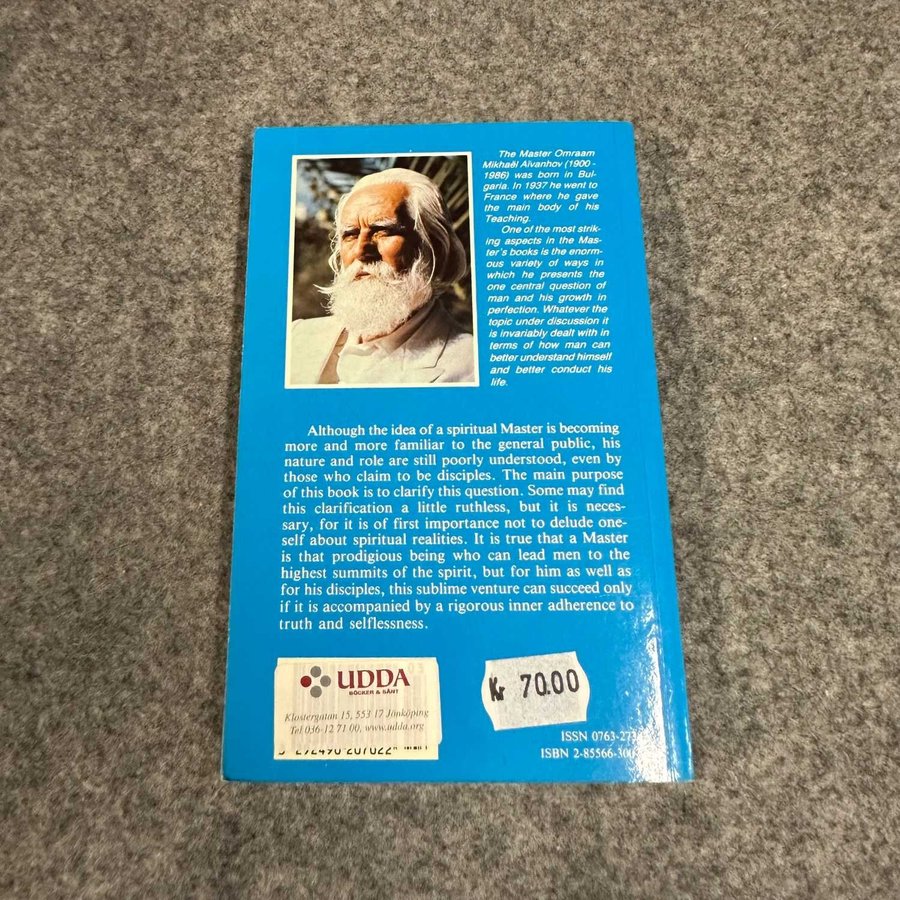 The Master Omraam
Mikhaël Aïvanhov (1900 -
1986) was born in Bul-
garia. In 1937 he went to
France where he gave
the main body of his
Teaching.
One of the most strik-
ing aspects in the Mas-
ter's books is the enorm-
ous variety of ways in
which he presents the
one central question of
man and his growth in
perfection. Whatever the
topic under discussion it
is invariably dealt with in
terms of how man can
better understand himself
and better conduct his
life.
Although the idea of a spiritual Master is becoming
more and more familiar to the general public, his
nature and role are still poorly understood, even by
those who claim to be disciples. The main purpose
of this book is to clarify this question. Some may find
this clarification a little ruthless, but it is neces-
sary, for it is of first importance not to delude one-
self about spiritual realities. It is true that a Master
is that prodigious being who can lead men to the
highest summits of the spirit, but for him as well as
for his disciples, this sublime venture can succeed only
if it is accompanied by a rigorous inner adherence to
truth and selflessness.
UDDA
BÖCKER & SÅNT
Klostergatan 15, 553 17 Jönköping
Tel 036-12 71 00, www.udda.org
Kr 70.00
ISSN 0763-273
ISBN 2-85566-300